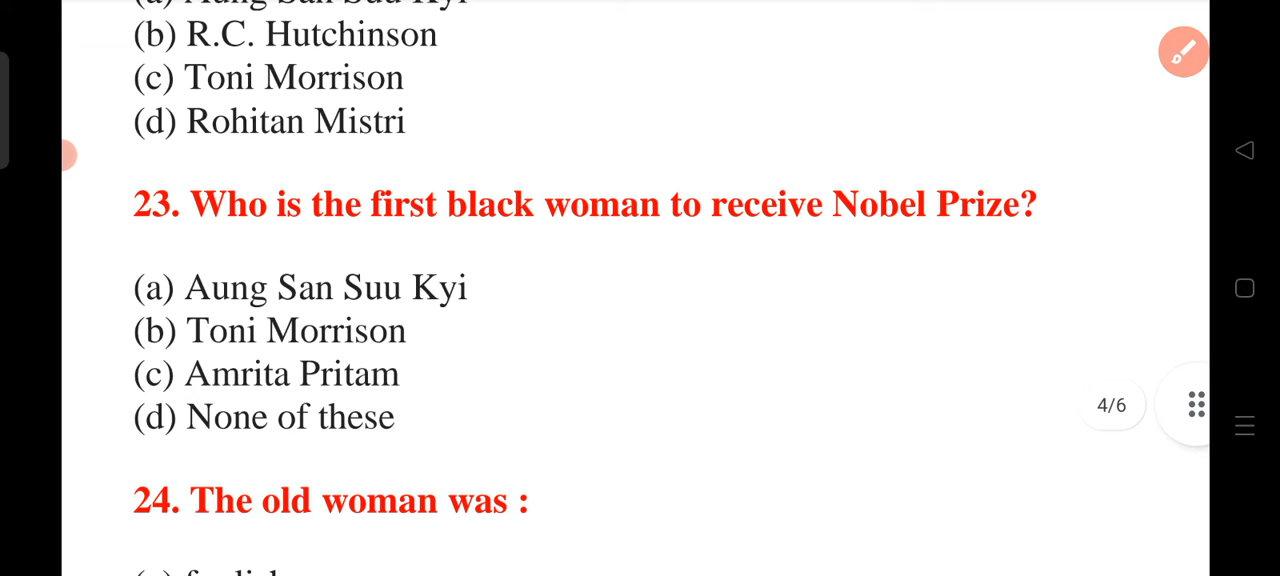 (b) R.C. Hutchinson
(c) Toni Morrison
(d) Rohitan Mistri
23. Who is the first black woman to receive Nobel Prize?
(a) Aung San Suu Kyi
(b) Toni Morrison
(c) Amrita Pritam
(d) None of these
4/6
24. The old woman was :